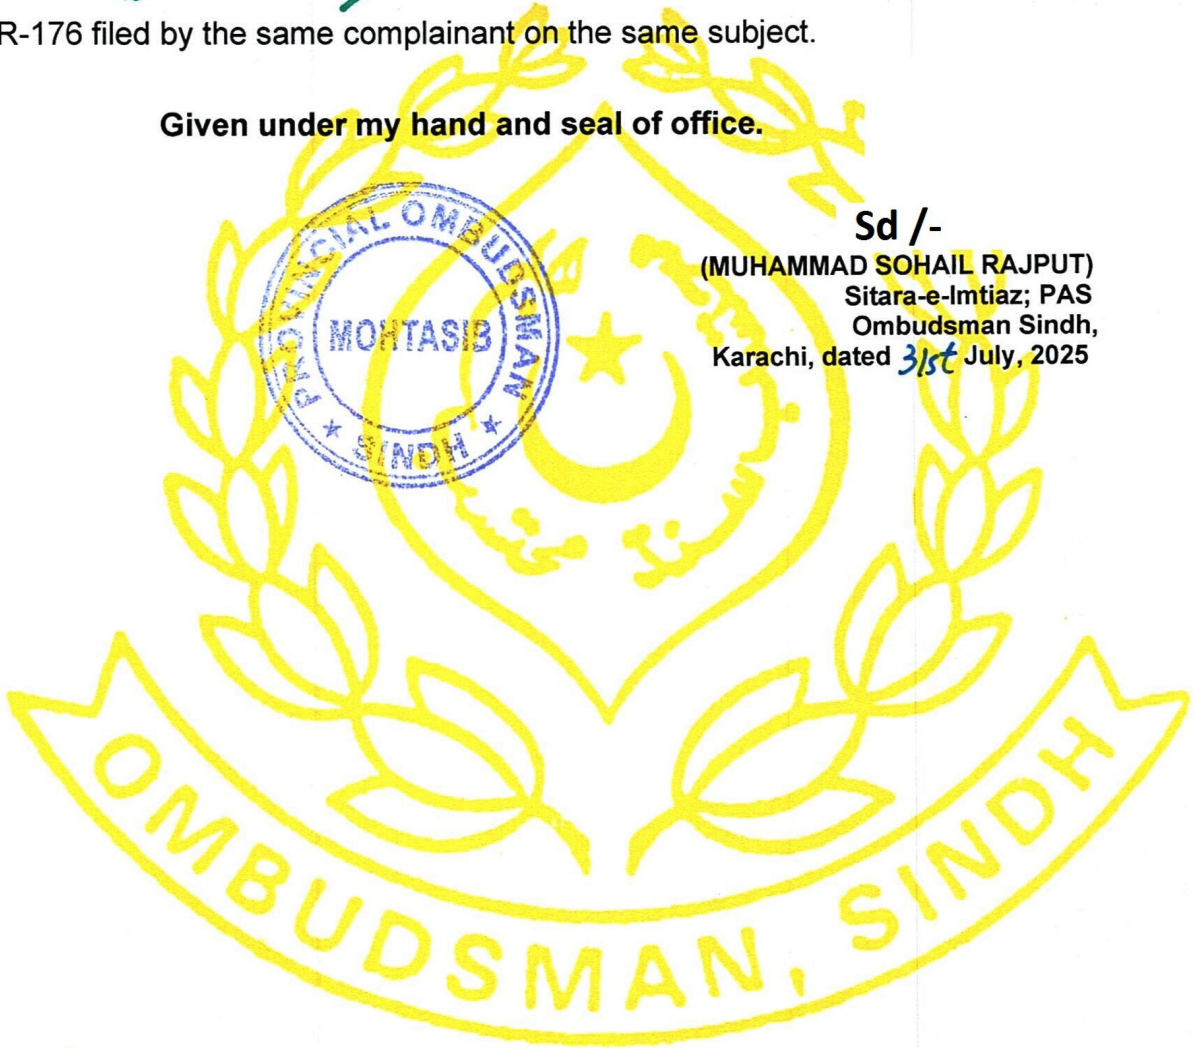 R-176 filed by the same complainant on the same subject.
Given under my hand and seal of office.
PROVINCIAL OMBUDSMAN
MOHTASIB
★ SINDH ★
Sd /-
(MUHAMMAD SOHAIL RAJPUT)
Sitara-e-Imtiaz; PAS
Ombudsman Sindh,
Karachi, dated 31st July, 2025
OMBUDSMAN, SINDH